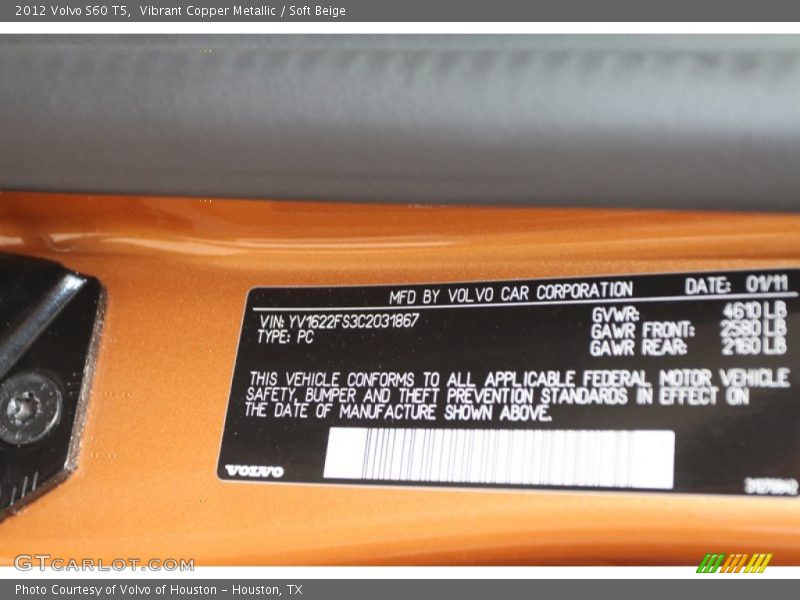 2012 Volvo S60 T5,  Vibrant Copper Metallic / Soft Beige
MFD BY VOLVO CAR CORPORATION DATE: 01/11
VIN: YV1622FS3C2031867
TYPE: PC
GVWR: 4610 LB
GAWR FRONT: 2580 LB
GAWR REAR: 2160 LB
THIS VEHICLE CONFORMS TO ALL APPLICABLE FEDERAL MOTOR VEHICLE
SAFETY, BUMPER AND THEFT PREVENTION STANDARDS IN EFFECT ON
THE DATE OF MANUFACTURE SHOWN ABOVE.
VOLVO
GTCARLOT.COM
Photo Courtesy of Volvo of Houston – Houston, TX